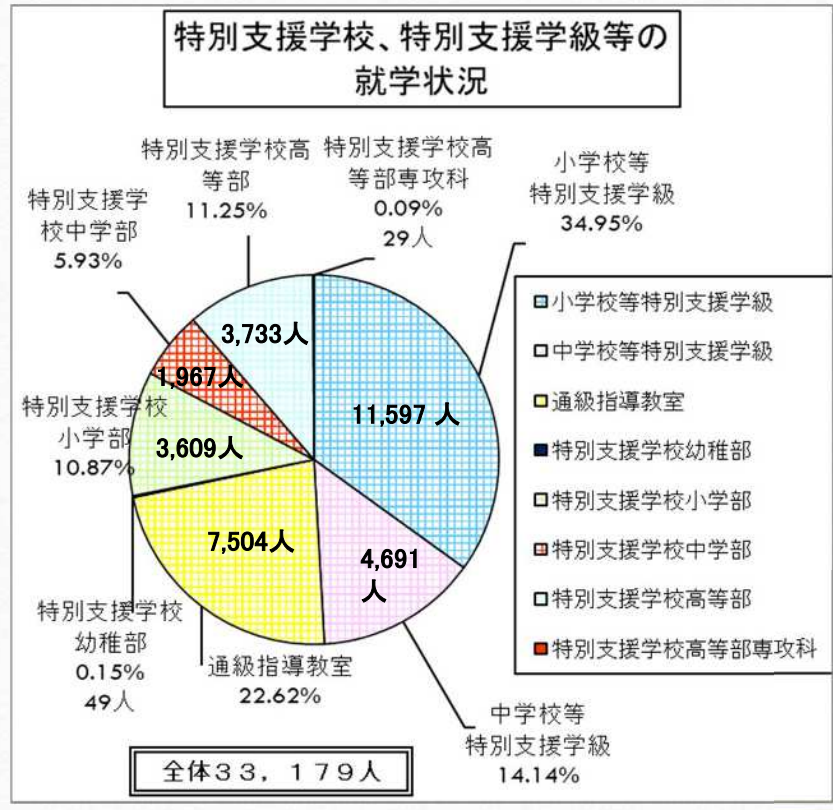 特別支援学校、特別支援学級等の
就学状況
特別支援学校高
等部
11.25%
特別支援学校高
等部専攻科
0.09%
29人
小学校等
特別支援学級
34.95%
特別支援学
校中学部
5.93%
3,733人
1,967人
11,597 人
特別支援学校
小学部
10.87%
3,609人
7,504人
4,691
人
小学校等特別支援学級
中学校等特別支援学級
通級指導教室
特別支援学校幼稚部
特別支援学校小学部
特別支援学校中学部
特別支援学校高等部
特別支援学校高等部専攻科
特別支援学校
幼稚部
0.15%
49人
通級指導教室
22.62%
中学校等
特別支援学級
14.14%
全体33,179人